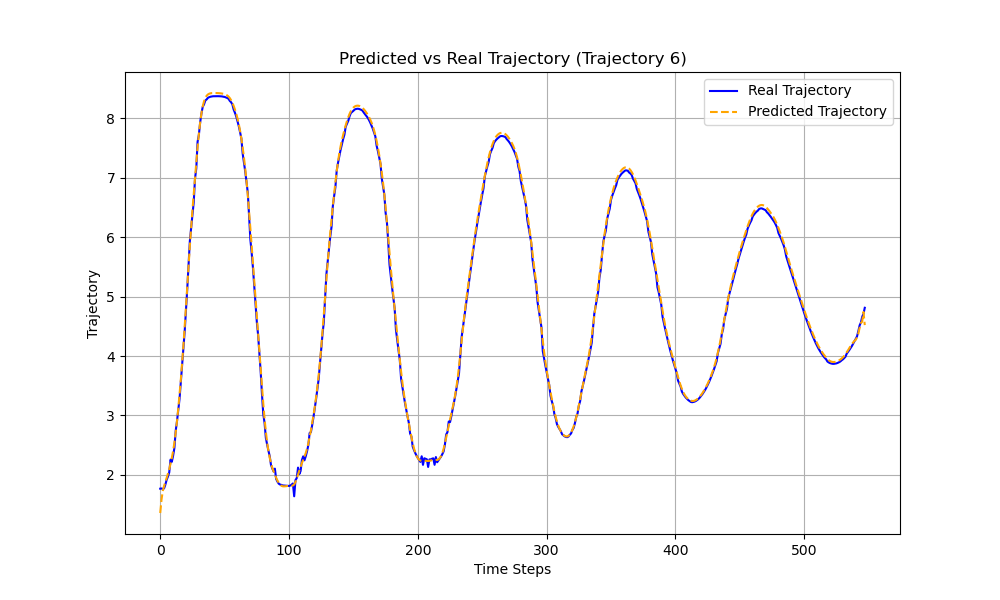 Predicted vs Real Trajectory (Trajectory 6)
Real Trajectory
Predicted Trajectory
Trajectory
8
7
6
5
4
3
2
0 100 200 300 400 500
Time Steps